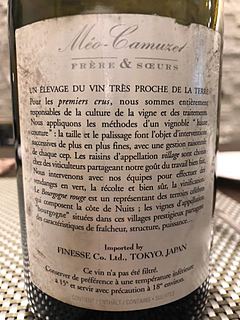 Méo-Camuzet
FRÈRE & SŒURS
UN ÉLEVAGE DU VIN TRÈS PROCHE DE LA TERRE
Pour les premiers crus, nous sommes entièrement
responsables de la culture de la vigne et des traitements.
Nous appliquons les méthodes d'un vignoble "haute
couture" : la taille et le palissage font l'objet d'interventions
successives de plus en plus fines, avec une gestion raisonnée
de chaque cep. Les raisins d'appellation village sont choisis
chez des viticulteurs partageant notre goût du travail bien fait.
Nous intervenons avec nos équipes pour effectuer des
vendanges en vert, la récolte et bien sûr, la vinification.
Le Bourgogne rouge est un représentant des terroirs célèbres
qui composent la côte de Nuits ; les vignes d'appellation
"Bourgogne" situées dans ces villages prestigieux partagent
des caractéristiques de fraîcheur, structure, puissance...
Imported by
FINESSE Co. Ltd., TOKYO, JAPAN
Ce vin n'a pas été filtré.
Conserver de préférence à une température inférieure
à 15° et servir avec précaution à 18° environ.
CONTIENT / ENTHÄLT / CONTAINS : SULFITES